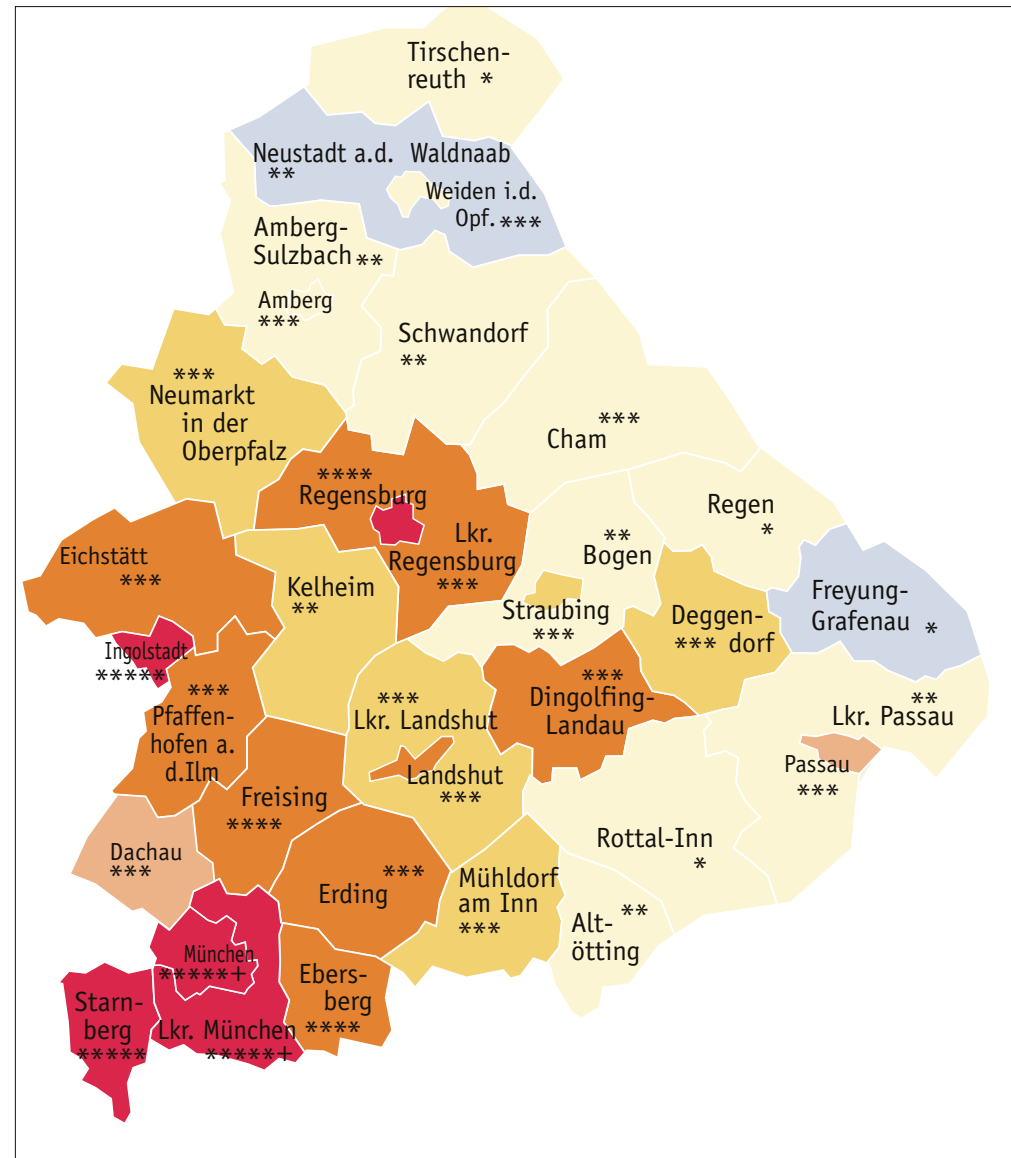 Tirschen-
reuth *
Neustadt a.d. Waldnaab
**
Weiden i.d.
Opf. ***
Amberg-
Sulzbach **
Amberg
***
Schwandorf
**
***
Neumarkt
in der
Oberpfalz
***
Cham
****
Regensburg
Lkr.
Regensburg
***
Regen
*
**
Bogen
Eichstätt
***
Kelheim
**
Straubing
***
Deggen-
*** dorf
Freyung-
Grafenau *
Ingolstadt
*****
***
Pfaffen-
hofen a.
d.Ilm
***
Lkr. Landshut
***
Dingolfing-
Landau
**
Lkr. Passau
Passau
***
Landshut
***
Freising
****
Dachau
***
***
Erding
Mühldorf
am Inn
***
Rottal-Inn
*
**
Alt-
ötting
München
*****+
Ebers-
berg
****
Starn-
berg
*****
Lkr. München
*****+